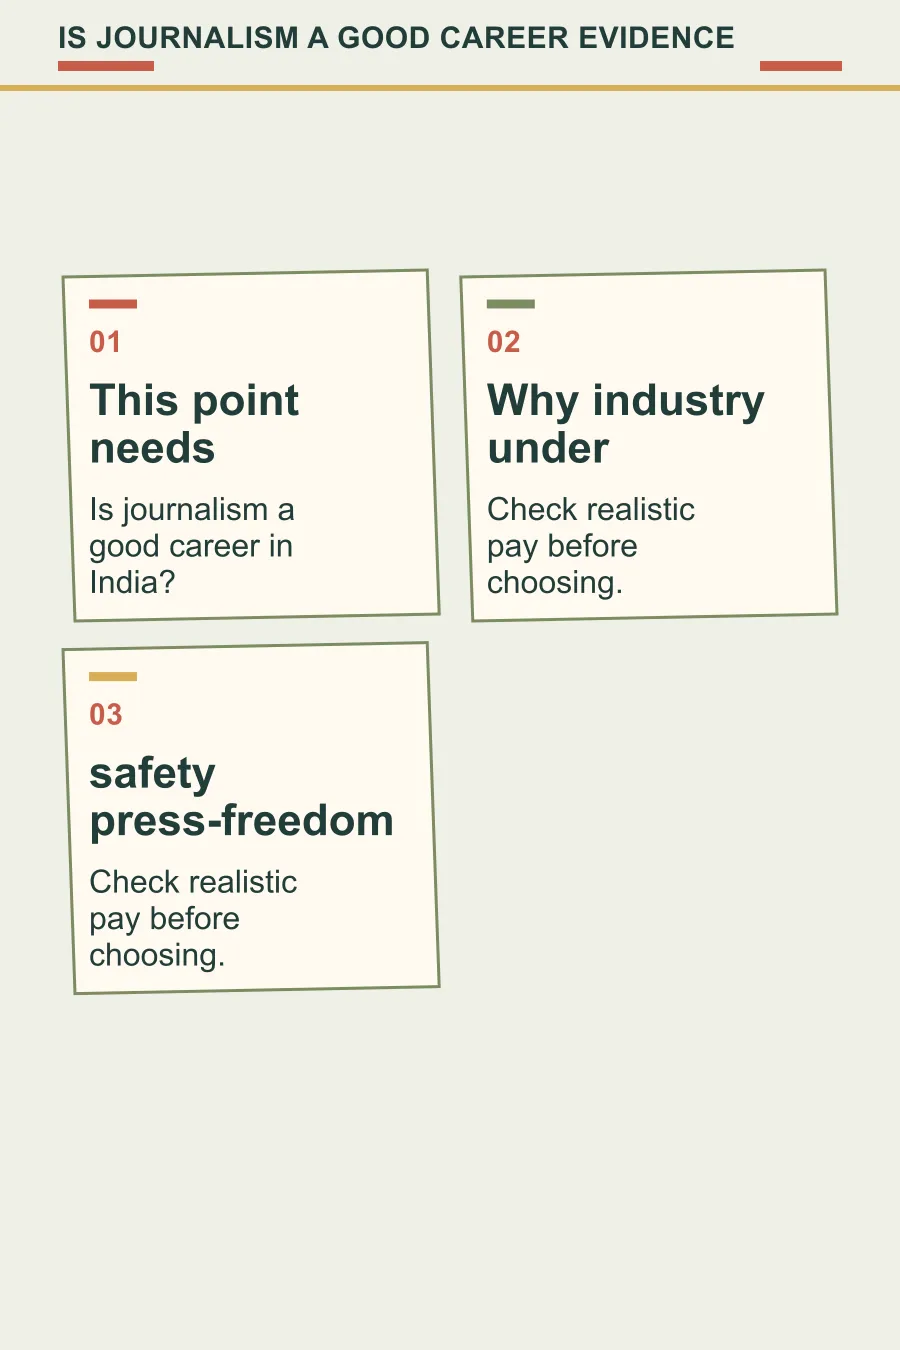 IS JOURNALISM A GOOD CAREER EVIDENCE
01
This point
needs
Is journalism a
good career in
India?
02
Why industry
under
Check realistic
pay before
choosing.
03
safety
press-freedom
Check realistic
pay before
choosing.